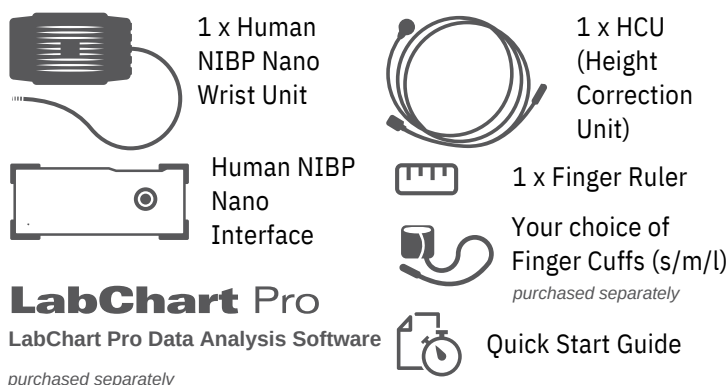 1 x Human
NIBP Nano
Wrist Unit
1 x HCU
(Height
Correction
Unit)
Human NIBP
Nano
Interface
1 x Finger Ruler
Your choice of
Finger Cuffs (s/m/l)
purchased separately
LabChart Pro
LabChart Pro Data Analysis Software
purchased separately
Quick Start Guide